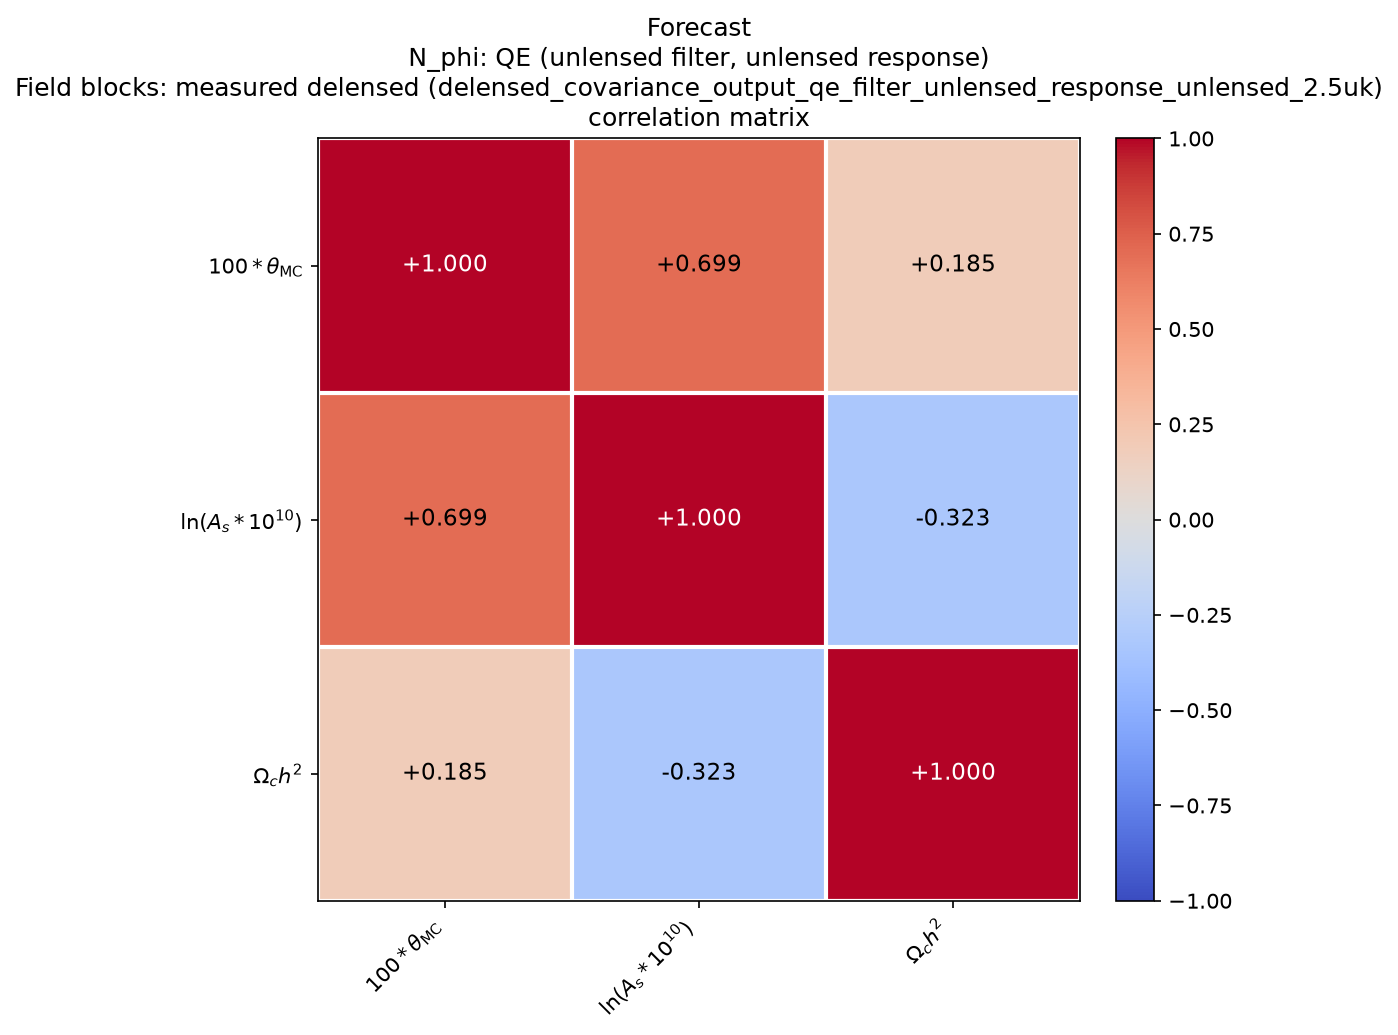 Forecast
N_phi: QE (unlensed filter, unlensed response)
Field blocks: measured delensed (delensed_covariance_output_qe_filter_unlensed_response_unlensed_2.5uk)
correlation matrix
100 * θ_MC
+1.000 +0.699 +0.185
ln(A_s * 10^10)
+0.699 +1.000 -0.323
Ω_c h²
+0.185 -0.323 +1.000
100 * θ_MC
ln(A_s * 10^10)
Ω_c h²
1.00
0.75
0.50
0.25
0.00
−0.25
−0.50
−0.75
−1.00